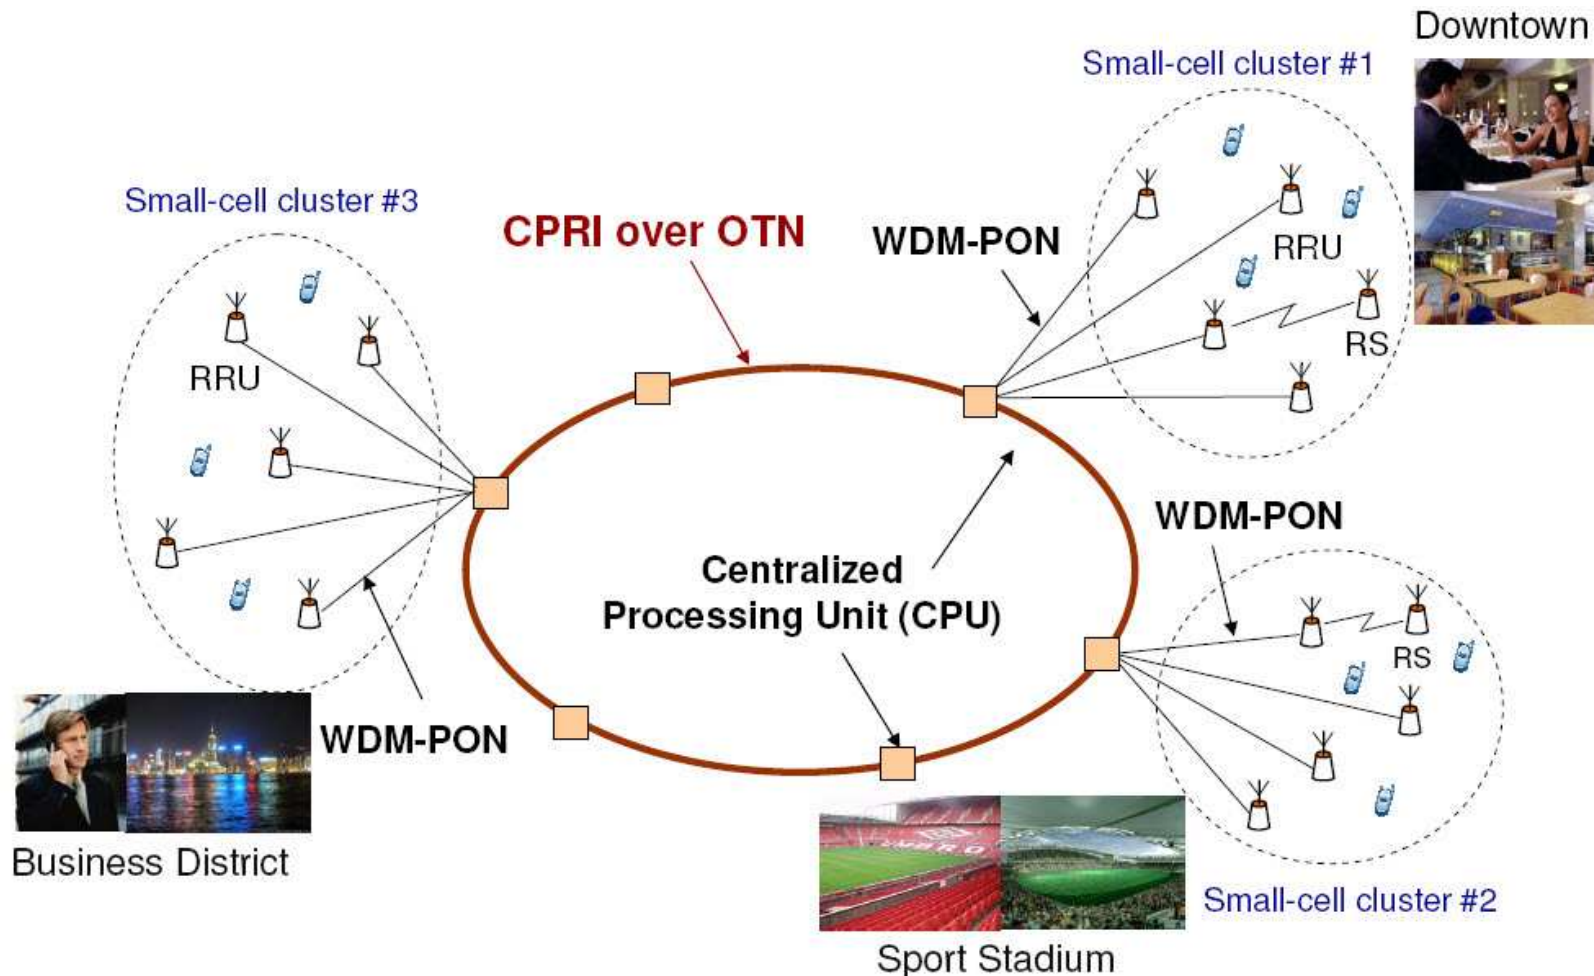 Downtown
Small-cell cluster #1
Small-cell cluster #3
CPRI over OTN
WDM-PON
RRU
RS
RRU
WDM-PON
Centralized
Processing Unit (CPU)
RS
WDM-PON
Business District
UMBRO
Small-cell cluster #2
Sport Stadium